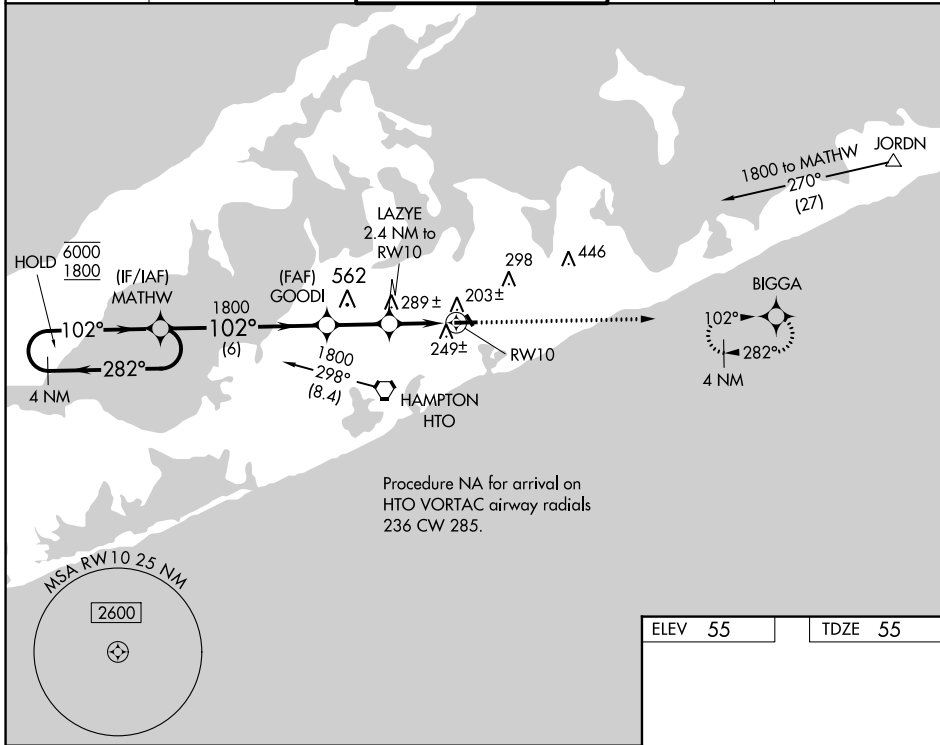 JORDN
1800 to MATHW
270°
(27)
LAZYE
2.4 NM to
RW10
HOLD
6000
1800
(IF/IAF)
MATHW
(FAF)
GOODI
562
298
446
289 ±
203 ±
249±
RW10
BIGGA
102°
1800
102°
(6)
282°
4 NM
1800
298°
(8.4)
HAMPTON
HTO
102°
282°
4 NM
Procedure NA for arrival on
HTO VORTAC airway radials
236 CW 285.
MSA RW10 25 NM
2600
ELEV 55
TDZE 55